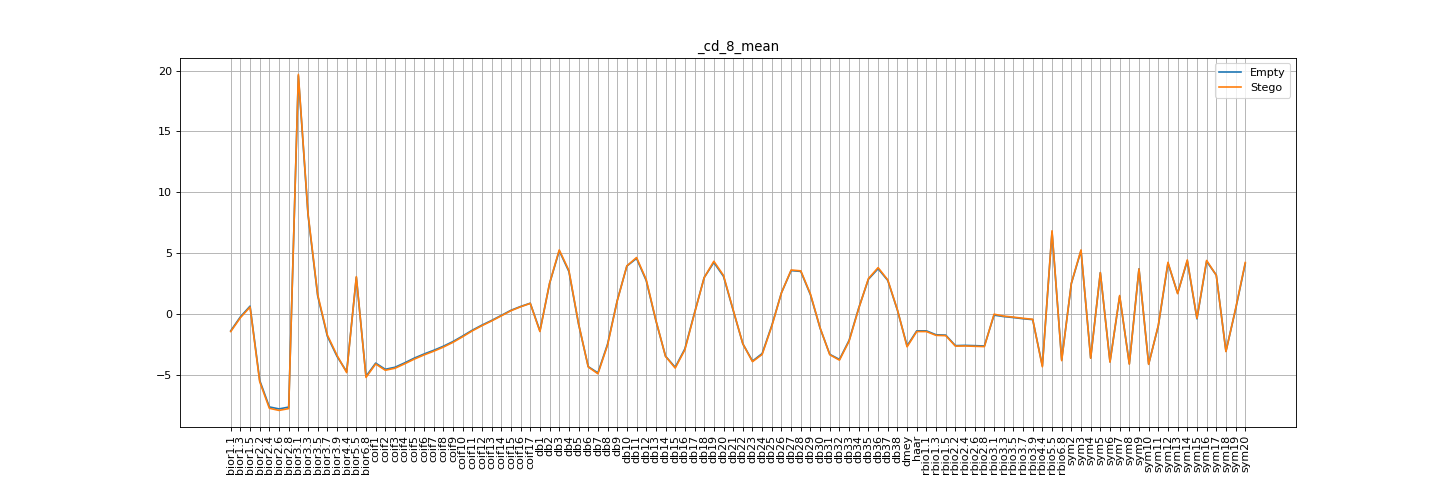 _cd_8_mean
Empty
Stego
20
15
10
5
0
−5
bior1.1
bior1.3
bior1.5
bior2.2
bior2.4
bior2.6
bior2.8
bior3.1
bior3.3
bior3.5
bior3.7
bior3.9
bior4.4
bior5.5
bior6.8
coif1
coif2
coif3
coif4
coif5
coif6
coif7
coif8
coif9
coif10
coif11
coif12
coif13
coif14
coif15
coif16
coif17
db1
db2
db3
db4
db5
db6
db7
db8
db9
db10
db11
db12
db13
db14
db15
db16
db17
db18
db19
db20
db21
db22
db23
db24
db25
db26
db27
db28
db29
db30
db31
db32
db33
db34
db35
db36
db37
db38
dmey
haar
rbio1.1
rbio1.3
rbio1.5
rbio2.2
rbio2.4
rbio2.6
rbio2.8
rbio3.1
rbio3.3
rbio3.5
rbio3.7
rbio3.9
rbio4.4
rbio5.5
rbio6.8
sym2
sym3
sym4
sym5
sym6
sym7
sym8
sym9
sym10
sym11
sym12
sym13
sym14
sym15
sym16
sym17
sym18
sym19
sym20